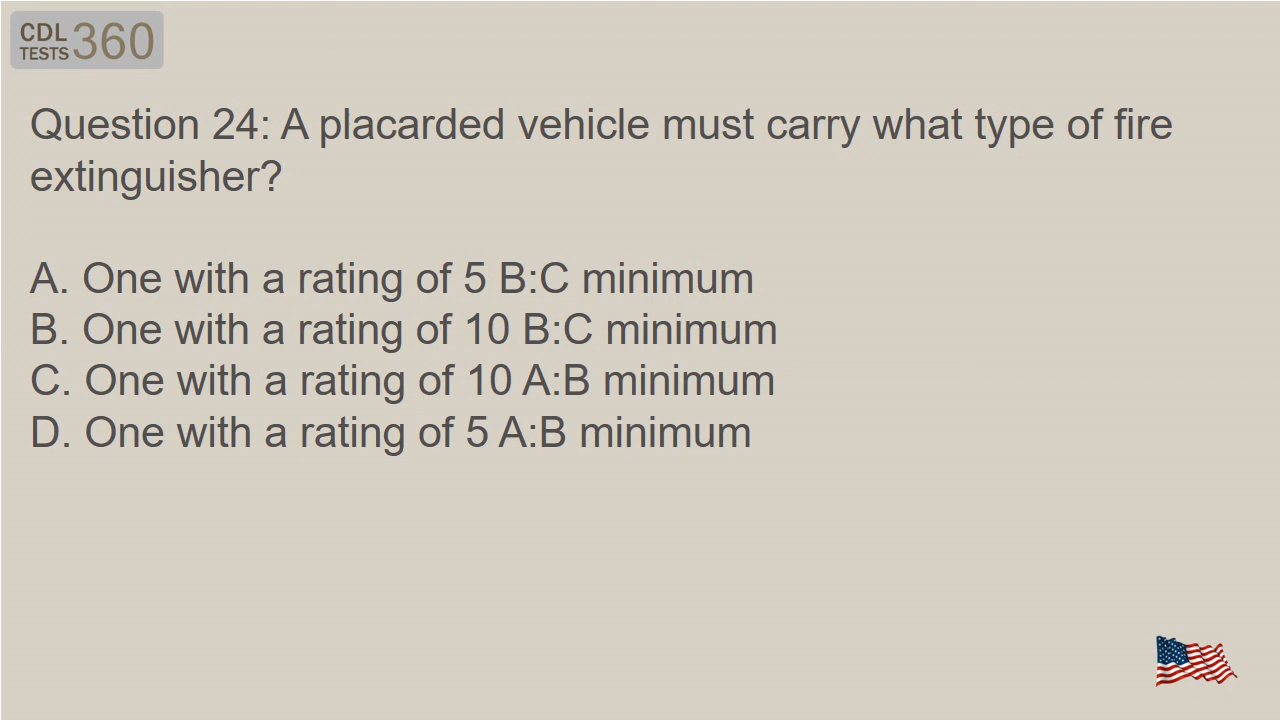 CDL
TESTS 360
Question 24: A placarded vehicle must carry what type of fire
extinguisher?
A. One with a rating of 5 B:C minimum
B. One with a rating of 10 B:C minimum
C. One with a rating of 10 A:B minimum
D. One with a rating of 5 A:B minimum